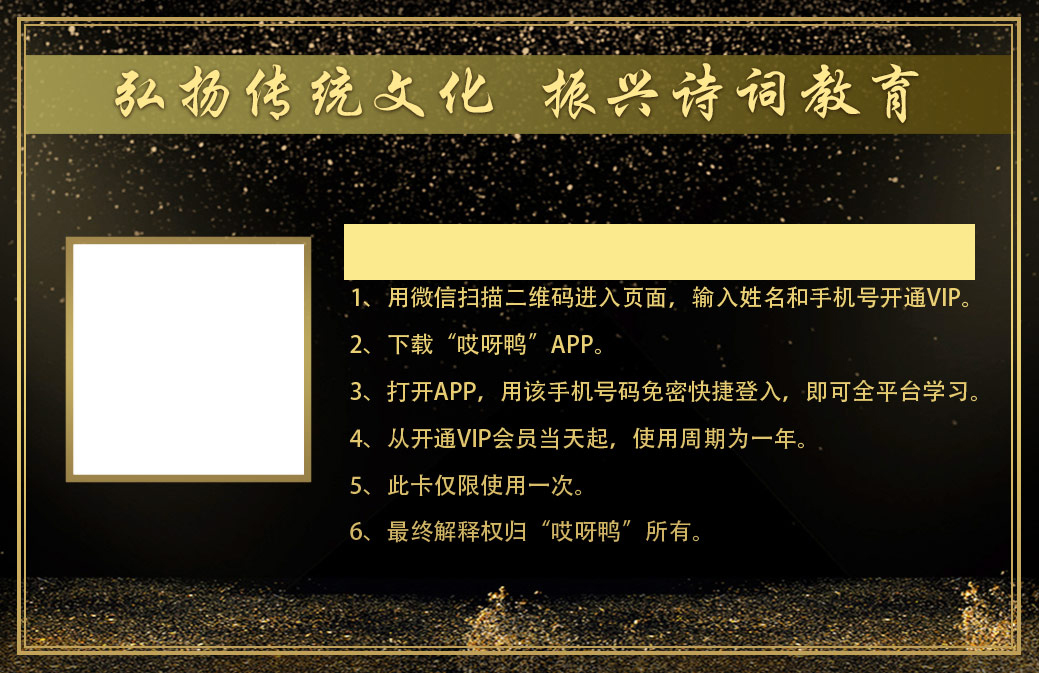 弘扬传统文化 振兴诗词教育
1、用微信扫描二维码进入页面，输入姓名和手机号开通VIP。
2、下载“哎呀鸭”APP。
3、打开APP，用该手机号码免密快捷登入，即可全平台学习。
4、从开通VIP会员当天起，使用周期为一年。
5、此卡仅限使用一次。
6、最终解释权归“哎呀鸭”所有。